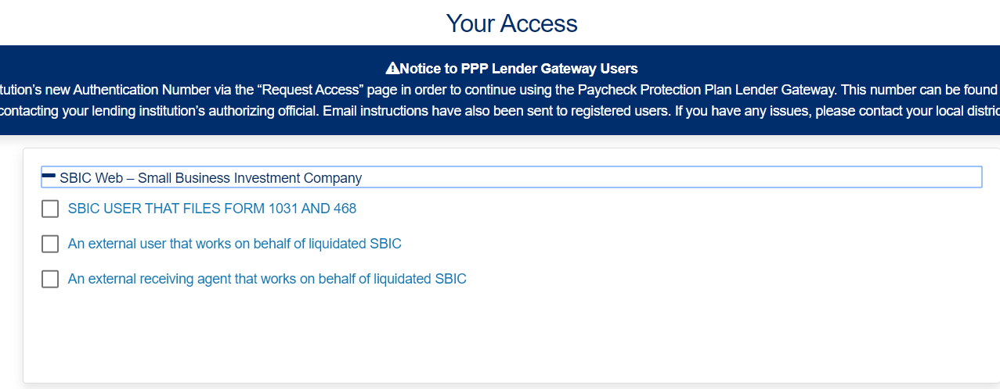 Your Access
Notice to PPP Lender Gateway Users
tution's new Authentication Number via the “Request Access” page in order to continue using the Paycheck Protection Plan Lender Gateway. This number can be found
contacting your lending institution's authorizing official. Email instructions have also been sent to registered users. If you have any issues, please contact your local distric
SBIC Web – Small Business Investment Company
SBIC USER THAT FILES FORM 1031 AND 468
An external user that works on behalf of liquidated SBIC
An external receiving agent that works on behalf of liquidated SBIC